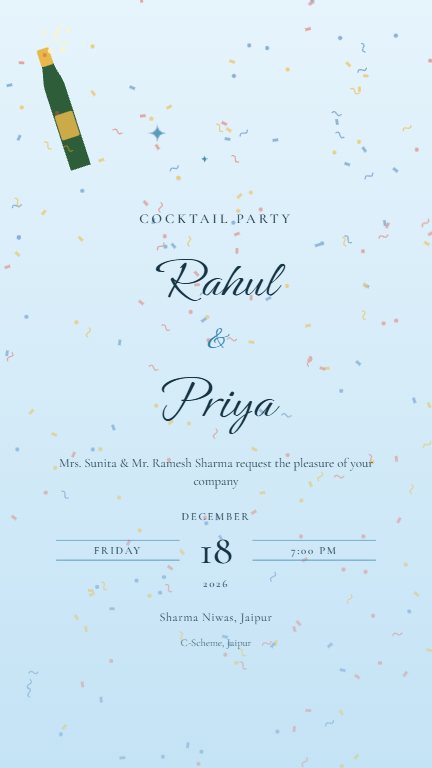 COCKTAIL PARTY
Rahul
&
Priya
Mrs. Sunita & Mr. Ramesh Sharma request the pleasure of your
company
DECEMBER
FRIDAY
18
7:00 PM
2026
Sharma Niwas, Jaipur
C-Scheme, Jaipur